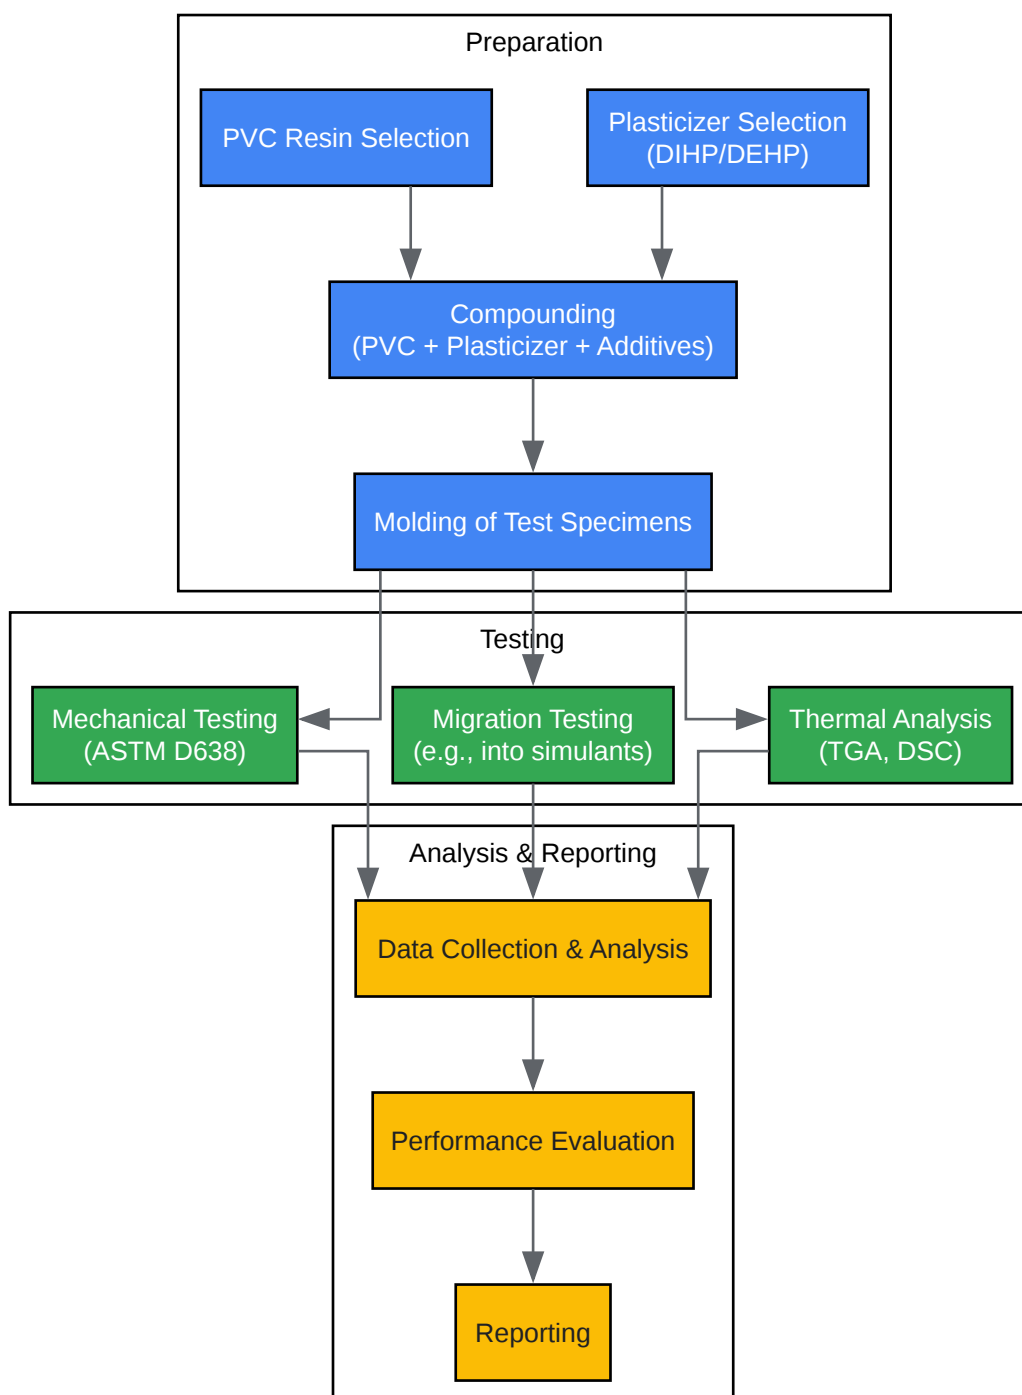 Preparation
PVC Resin Selection
Plasticizer Selection
(DIHP/DEHP)
Compounding
(PVC + Plasticizer + Additives)
Molding of Test Specimens
Testing
Mechanical Testing
(ASTM D638)
Migration Testing
(e.g., into simulants)
Thermal Analysis
(TGA, DSC)
Analysis & Reporting
Data Collection & Analysis
Performance Evaluation
Reporting